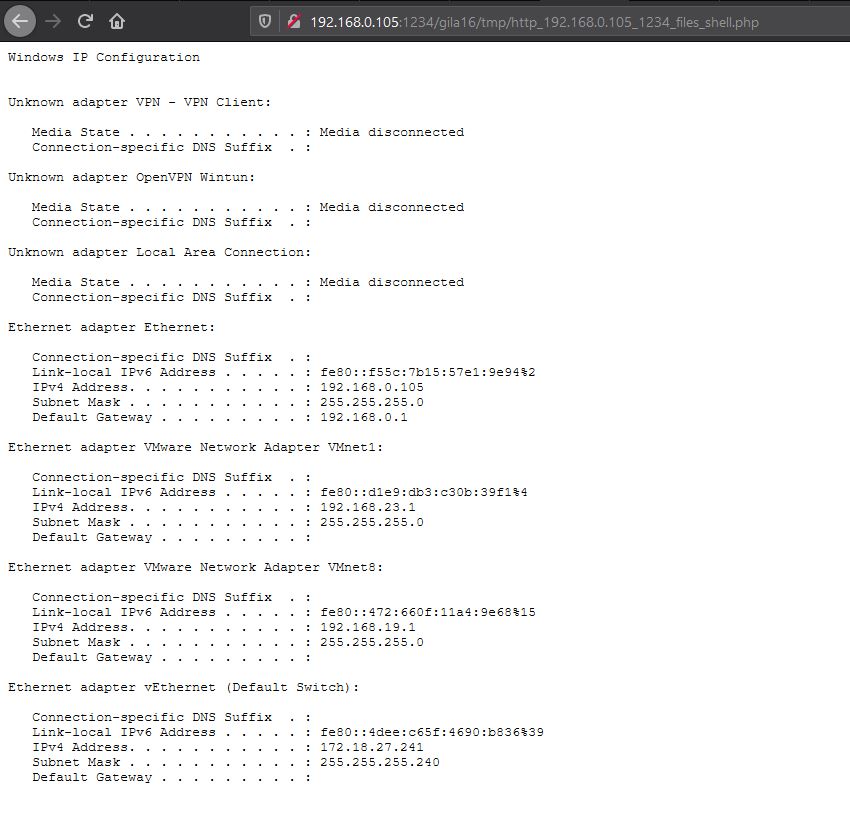 192.168.0.105:1234/gila16/tmp/http_192.168.0.105_1234_files_shell.php
Windows IP Configuration
Unknown adapter VPN - VPN Client:
Media State . . . . . . . . . . . : Media disconnected
Connection-specific DNS Suffix  . :
Unknown adapter OpenVPN Wintun:
Media State . . . . . . . . . . . : Media disconnected
Connection-specific DNS Suffix  . :
Unknown adapter Local Area Connection:
Media State . . . . . . . . . . . : Media disconnected
Connection-specific DNS Suffix  . :
Ethernet adapter Ethernet:
Connection-specific DNS Suffix  . :
Link-local IPv6 Address . . . . . : fe80::f55c:7b15:57e1:9e94%2
IPv4 Address. . . . . . . . . . . : 192.168.0.105
Subnet Mask . . . . . . . . . . . : 255.255.255.0
Default Gateway . . . . . . . . . : 192.168.0.1
Ethernet adapter VMware Network Adapter VMnet1:
Connection-specific DNS Suffix  . :
Link-local IPv6 Address . . . . . : fe80::d1e9:db3:c30b:39f1%4
IPv4 Address. . . . . . . . . . . : 192.168.23.1
Subnet Mask . . . . . . . . . . . : 255.255.255.0
Default Gateway . . . . . . . . . :
Ethernet adapter VMware Network Adapter VMnet8:
Connection-specific DNS Suffix  . :
Link-local IPv6 Address . . . . . : fe80::472:660f:11a4:9e68%15
IPv4 Address. . . . . . . . . . . : 192.168.19.1
Subnet Mask . . . . . . . . . . . : 255.255.255.0
Default Gateway . . . . . . . . . :
Ethernet adapter vEthernet (Default Switch):
Connection-specific DNS Suffix  . :
Link-local IPv6 Address . . . . . : fe80::4dee:c65f:4690:b836%39
IPv4 Address. . . . . . . . . . . : 172.18.27.241
Subnet Mask . . . . . . . . . . . : 255.255.255.240
Default Gateway . . . . . . . . . :